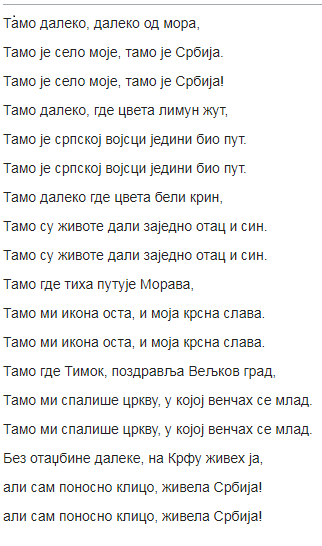 Тамо далеко, далеко од мора,
Тамо је село моје, тамо је Србија.
Тамо је село моје, тамо је Србија!
Тамо далеко, где цвета лимун жут,
Тамо је српској војсци једини био пут.
Тамо је српској војсци једини био пут.
Тамо далеко где цвета бели крин,
Тамо су животе дали заједно отац и син.
Тамо су животе дали заједно отац и син.
Тамо где тиха путује Морава,
Тамо ми икона оста, и моја крсна слава.
Тамо ми икона оста, и моја крсна слава.
Тамо где Тимок, поздравља Вељков град,
Тамо ми спалише цркву, у којој венчах се млад.
Тамо ми спалише цркву, у којој венчах се млад.
Без отаџбине далеке, на Крфу живех ја,
али сам поносно клицо, живела Србија!
али сам поносно клицо, живела Србија!